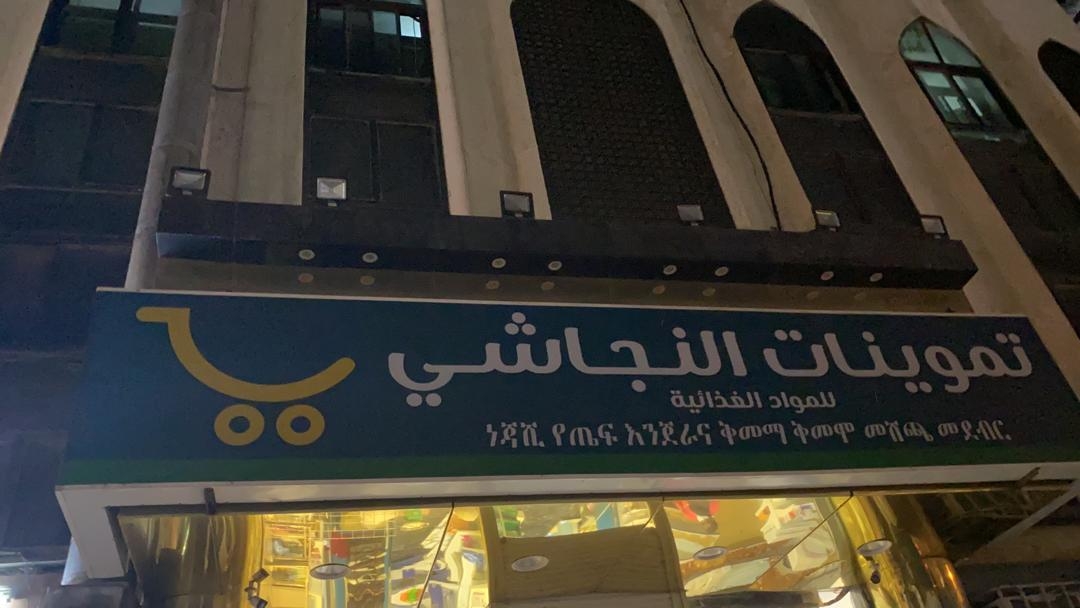 تموينات النجاشي
للمواد الغذائية
ነጃሺ የጤፍ እንጀራና ቅመማ ቅመሞ መሸጫ መደብር